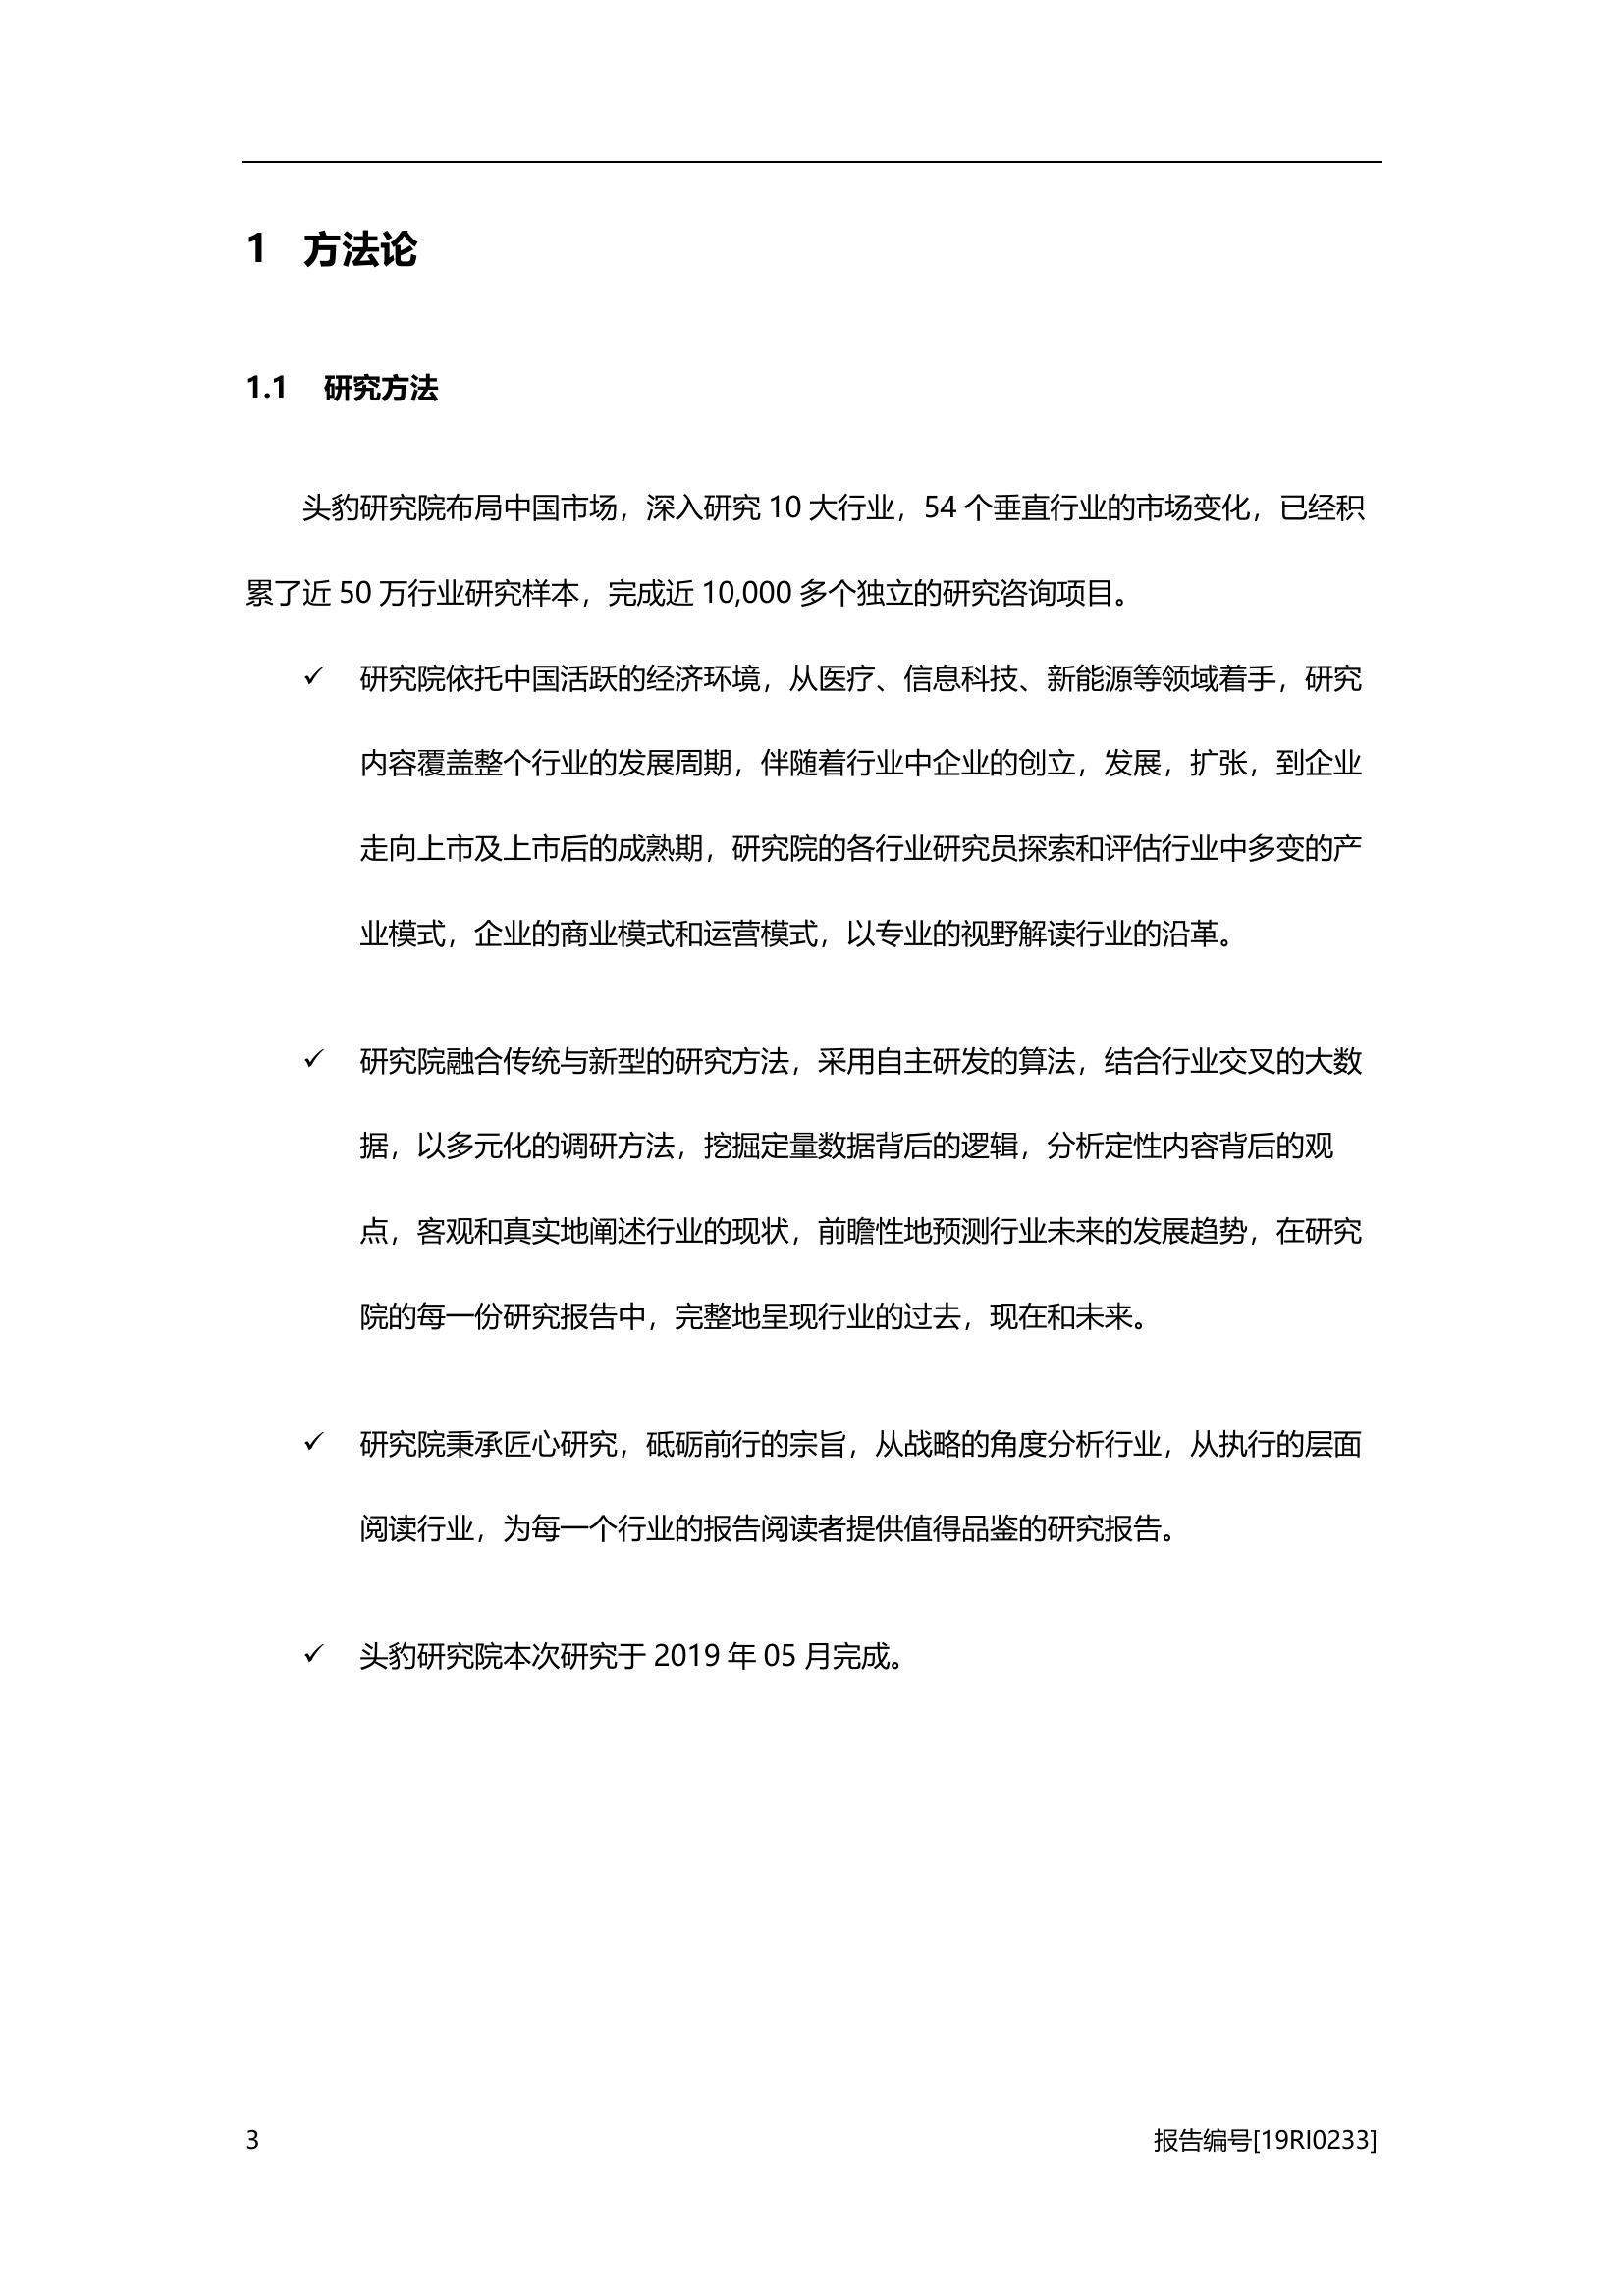 1 方法论
1.1 研究方法
头豹研究院布局中国市场，深入研究 10 大行业，54 个垂直行业的市场变化，已经积
累了近 50 万行业研究样本，完成近 10,000 多个独立的研究咨询项目。
✓ 研究院依托中国活跃的经济环境，从医疗、信息科技、新能源等领域着手，研究
内容覆盖整个行业的发展周期，伴随着行业中企业的创立，发展，扩张，到企业
走向上市及上市后的成熟期，研究院的各行业研究员探索和评估行业中多变的产
业模式，企业的商业模式和运营模式，以专业的视野解读行业的沿革。
✓ 研究院融合传统与新型的研究方法，采用自主研发的算法，结合行业交叉的大数
据，以多元化的调研方法，挖掘定量数据背后的逻辑，分析定性内容背后的观
点，客观和真实地阐述行业的现状，前瞻性地预测行业未来的发展趋势，在研究
院的每一份研究报告中，完整地呈现行业的过去，现在和未来。
✓ 研究院秉承匠心研究，砥砺前行的宗旨，从战略的角度分析行业，从执行的层面
阅读行业，为每一个行业的报告阅读者提供值得品鉴的研究报告。
✓ 头豹研究院本次研究于 2019 年 05 月完成。
3 报告编号[19RI0233]